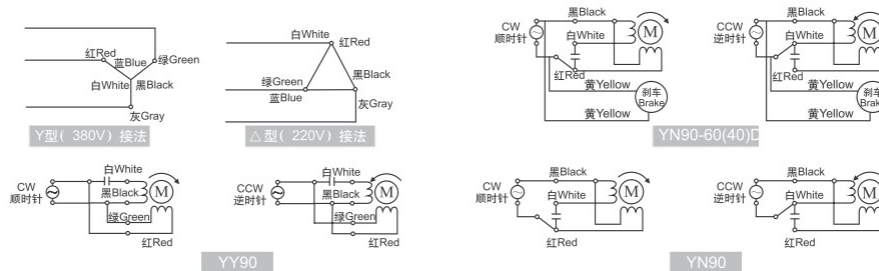 红Red
蓝Blue
绿Green
白White
黑Black
灰Gray
Y型( 380V) 接法
白White
红Red
绿Green
蓝Blue
黑Black
灰Gray
△型( 220V) 接法
CW
顺时针
黑Black
白White
红Red
M
黄Yellow
黄Yellow
刹车
Brake
CCW
逆时针
黑Black
白White
红Red
M
黄Yellow
黄Yellow
刹车
Brake
YN90-60(40)D
CW
顺时针
白White
黑Black
绿Green
红Red
M
CCW
逆时针
白White
黑Black
绿Green
红Red
M
YY90
CW
顺时针
黑Black
白White
红Red
M
CCW
逆时针
黑Black
白White
红Red
M
YN90